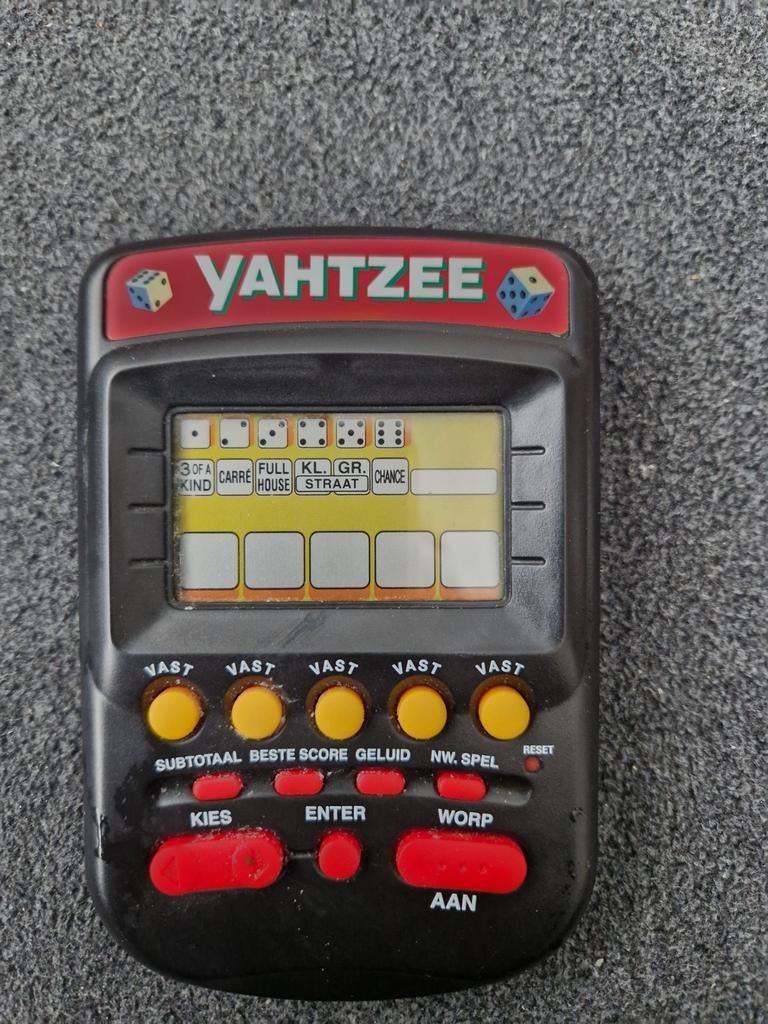 YAHTZEE
3 OF A KIND CARRÉ FULL HOUSE KL. GR. STRAAT CHANCE
VAST VAST VAST VAST VAST
SUBTOTAAL BESTE SCORE GELUID NW. SPEL RESET
KIES ENTER WORP
AAN